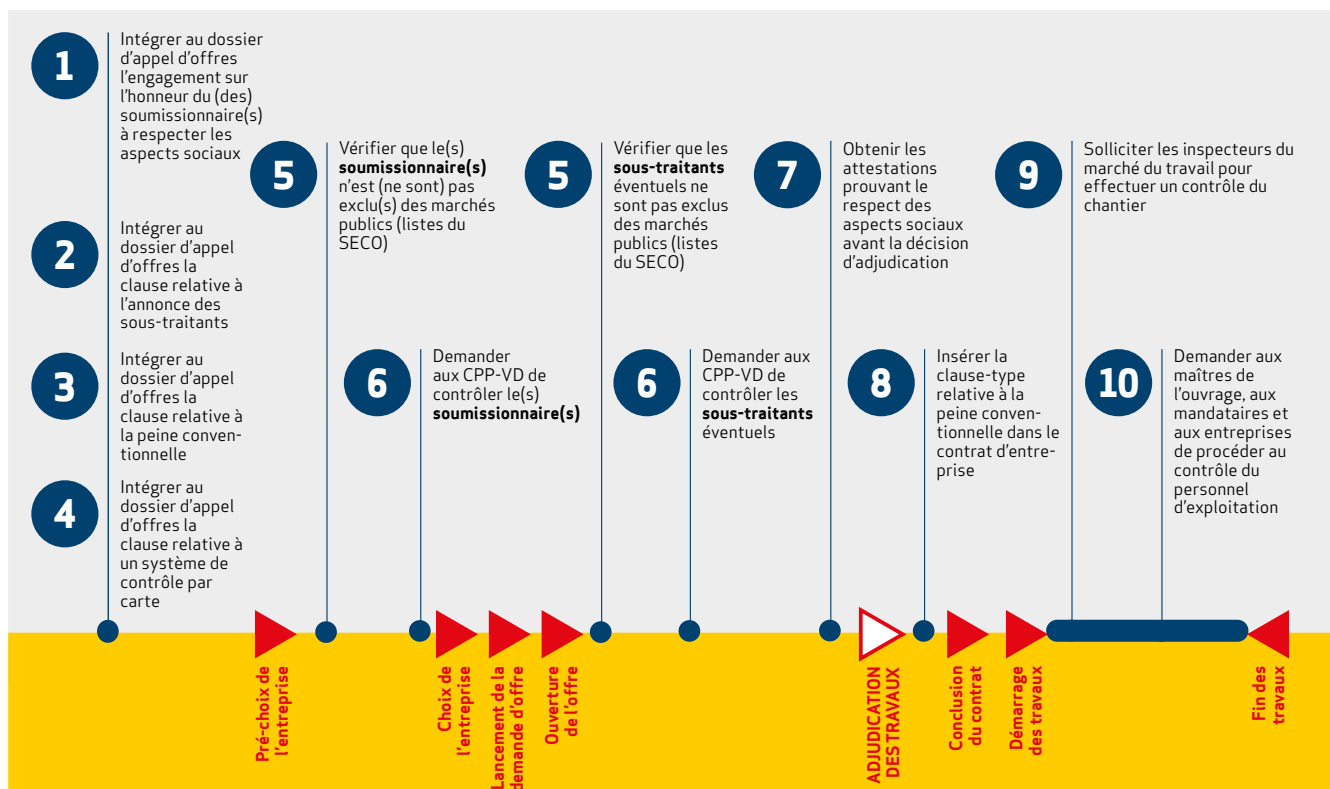 1
Intégrer au dossier
d'appel d'offres
l'engagement sur
l'honneur du (des)
soumissionnaire(s)
à respecter les
aspects sociaux
2
Intégrer au
dossier d'appel
d'offres la
clause relative à
l'annonce des
sous-traitants
3
Intégrer au
dossier d'appel
d'offres la
clause relative à
la peine conven-
tionnelle
4
Intégrer au
dossier d'appel
d'offres la
clause relative à
un système de
contrôle par
carte
5
Vérifier que le(s)
soumissionnaire(s)
n'est (ne sont) pas
exclu(s) des marchés
publics (listes du
SECO)
6
Demander
aux CPP-VD de
contrôler le(s)
soumissionnaire(s)
5
Vérifier que les
sous-traitants
éventuels ne
sont pas exclus
des marchés
publics (listes
du SECO)
6
Demander aux
CPP-VD de
contrôler les
sous-traitants
éventuels
7
Obtenir les
attestations
prouvant le
respect des
aspects sociaux
avant la décision
d'adjudication
8
Insérer la
clause-type
relative à la
peine conven-
tionnelle dans le
contrat d'entre-
prise
9
Solliciter les inspecteurs du
marché du travail pour
effectuer un contrôle du
chantier
10
Demander aux
maîtres de
l'ouvrage, aux
mandataires et
aux entreprises
de procéder au
contrôle du
personnel
d'exploitation
Pré-choix de
l'entreprise
Choix de
l'entreprise
Lancement de la
demande d'offre
Ouverture
de l'offre
ADJUDICATION
DES TRAVAUX
Conclusion
du contrat
Démarrage
des travaux
Fin des
travaux